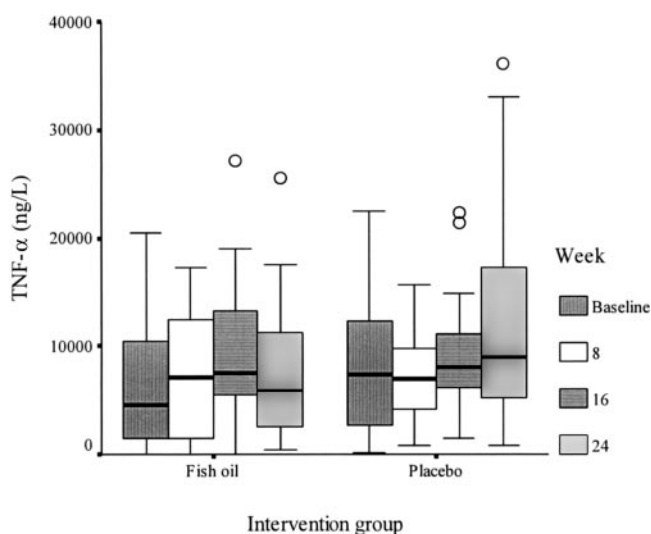 40000
30000
20000
10000
0
TNF-α (ng/L)
Fish oil
Placebo
Intervention group
Week
Baseline
8
16
24